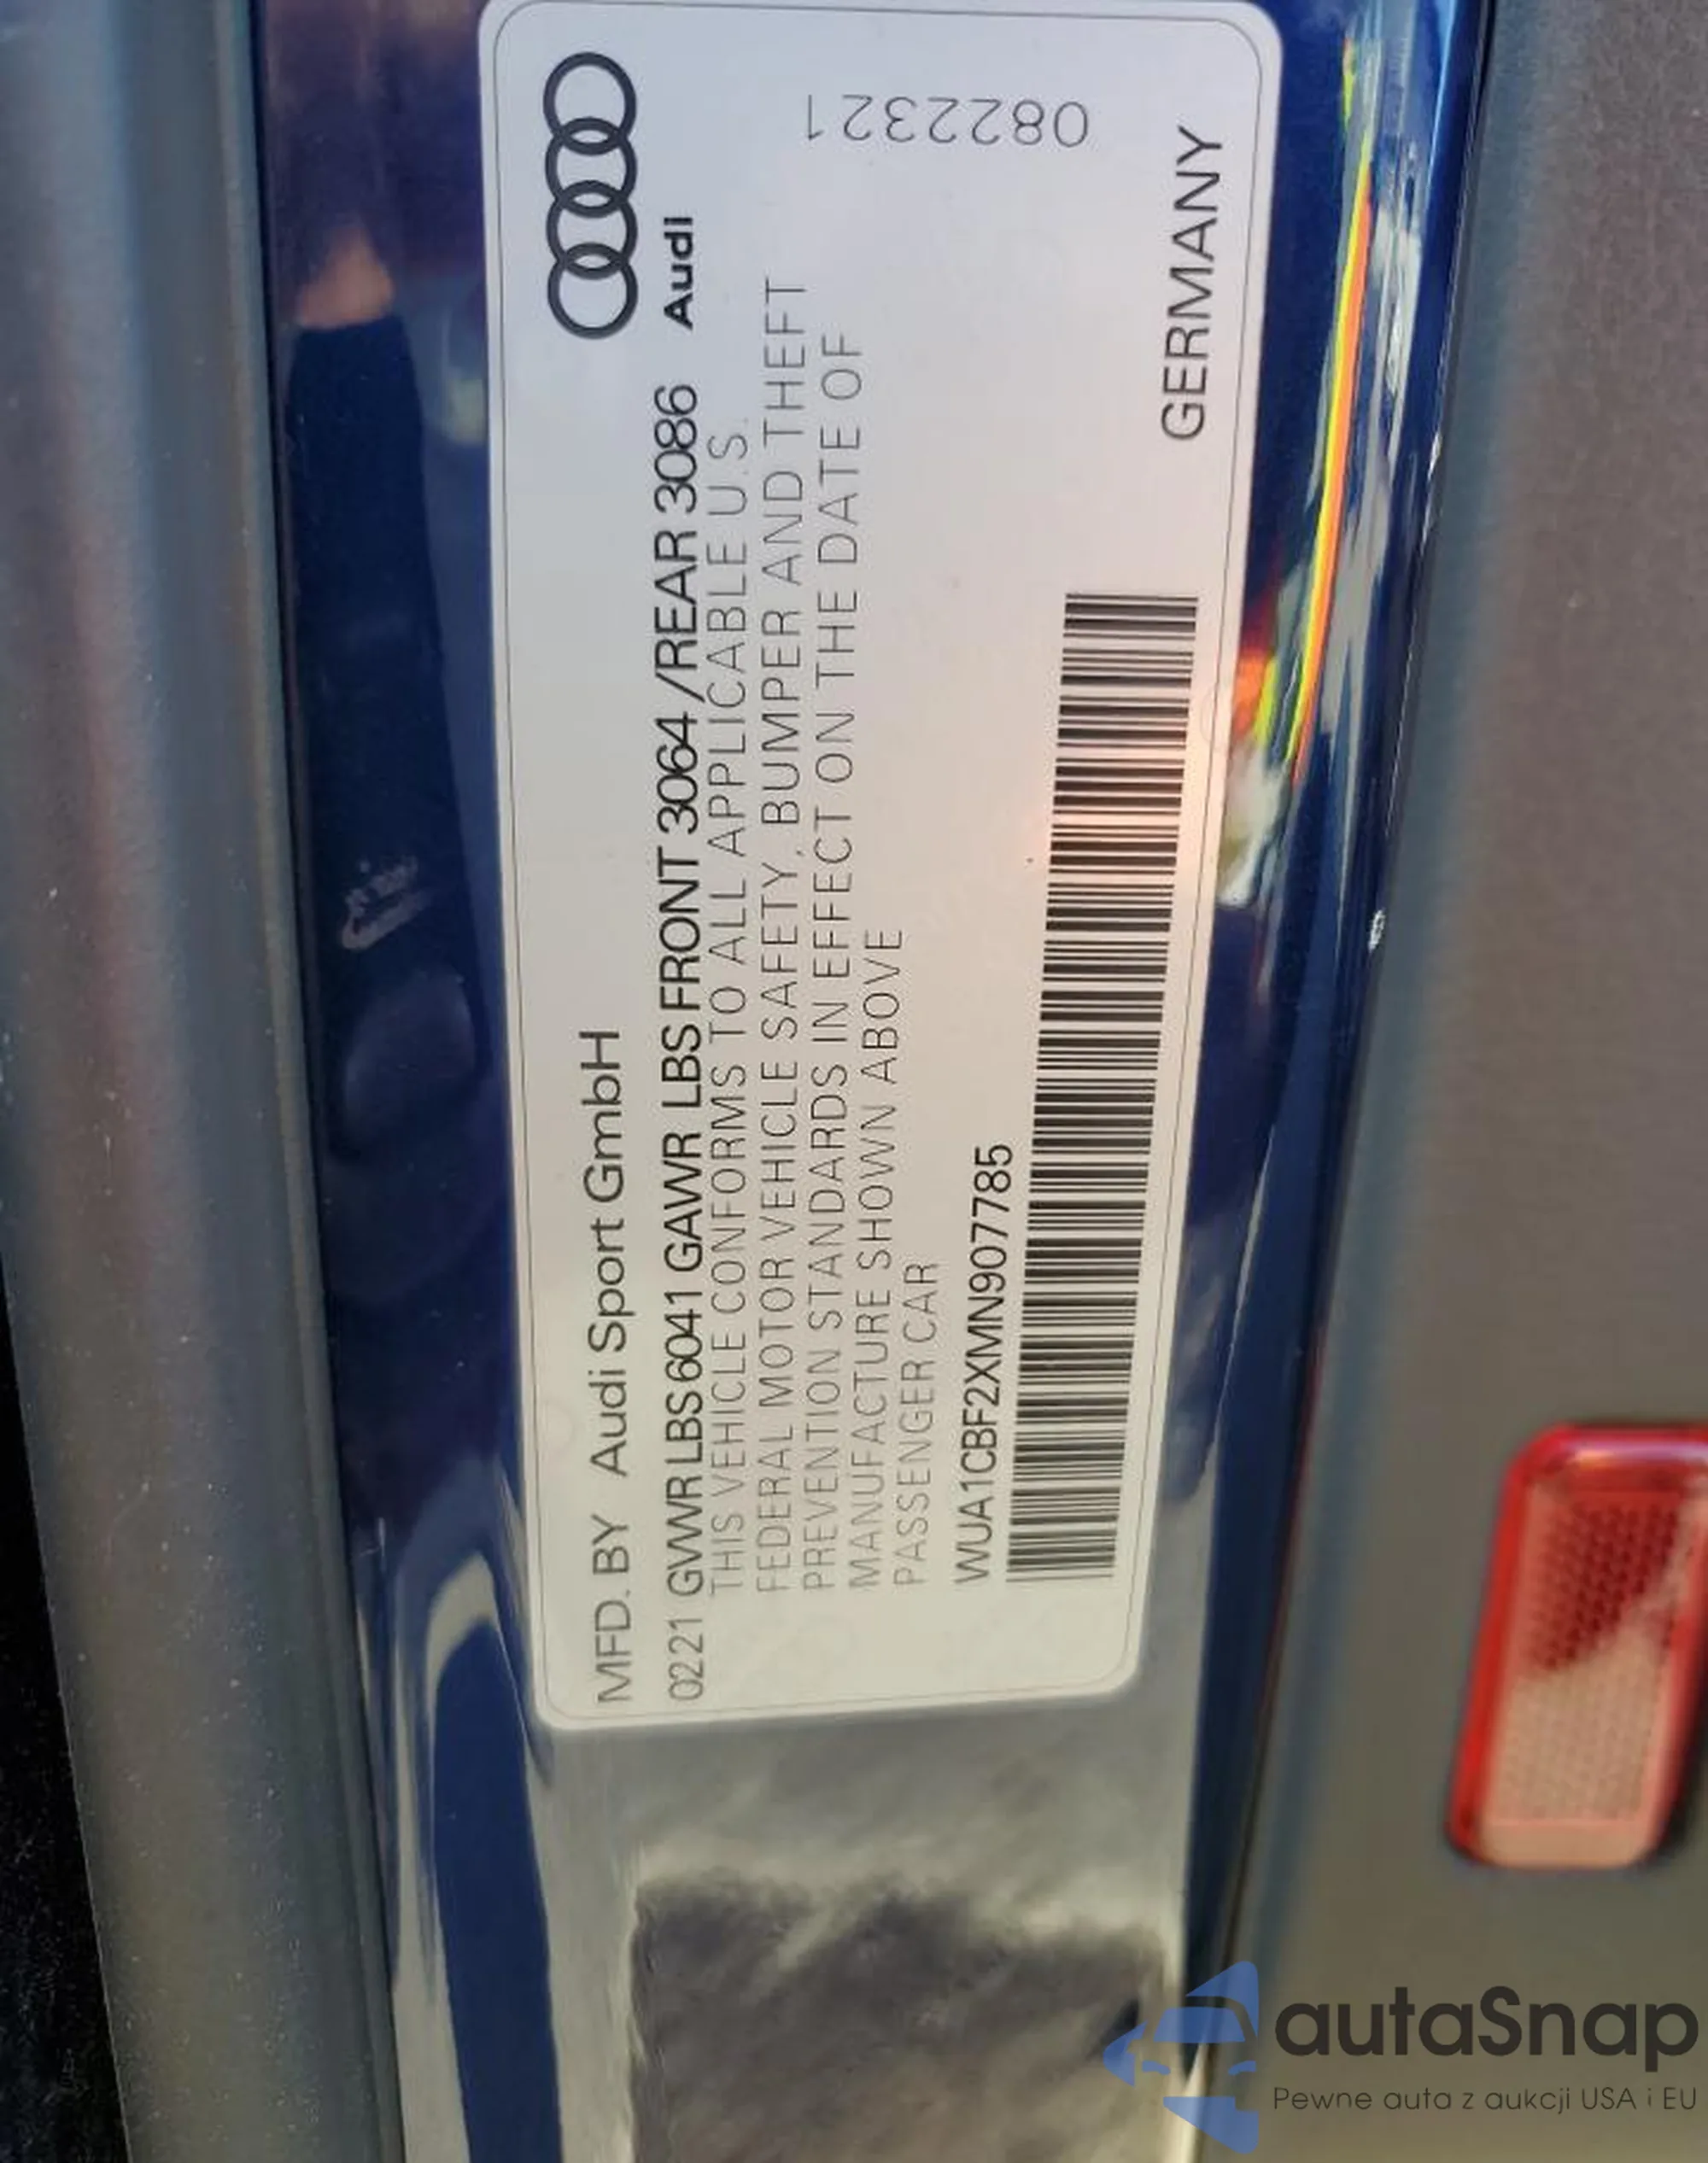 MFD. BY Audi Sport GmbH
Audi
0221 GVWR LBS 6041 GAWR LBS FRONT 3064 /REAR 3086
THIS VEHICLE CONFORMS TO ALL APPLICABLE U.S.
FEDERAL MOTOR VEHICLE SAFETY, BUMPER AND THEFT
PREVENTION STANDARDS IN EFFECT ON THE DATE OF
MANUFACTURE SHOWN ABOVE
PASSENGER CAR
WUA1CBF2XMN907785
GERMANY
0822321
autaSnap
Pewne auta z aukcji USA i EU